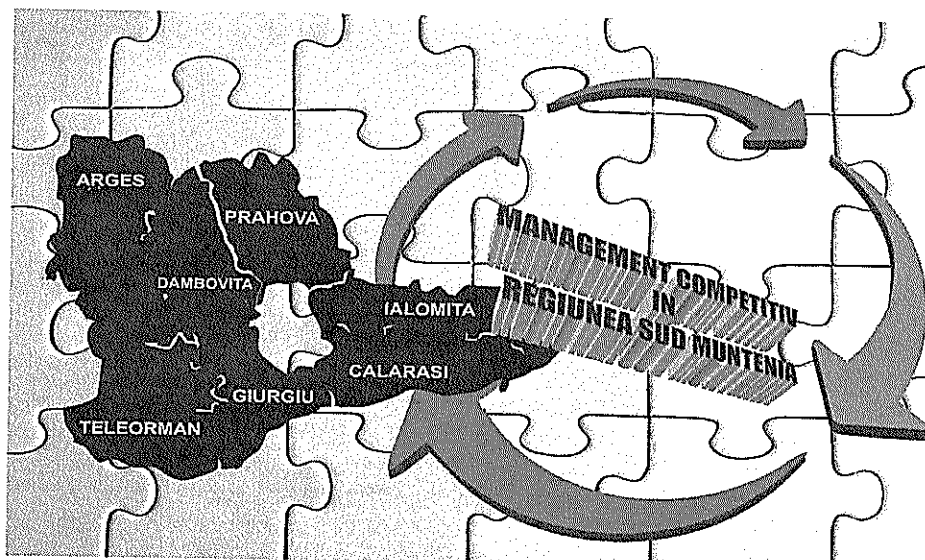 ARGES
PRAHOVA
DAMBOVITA
IALOMITA
CALARASI
GIURGIU
TELEORMAN
MANAGEMENT COMPETITIV
IN
REGIUNEA SUD MUNTENIA